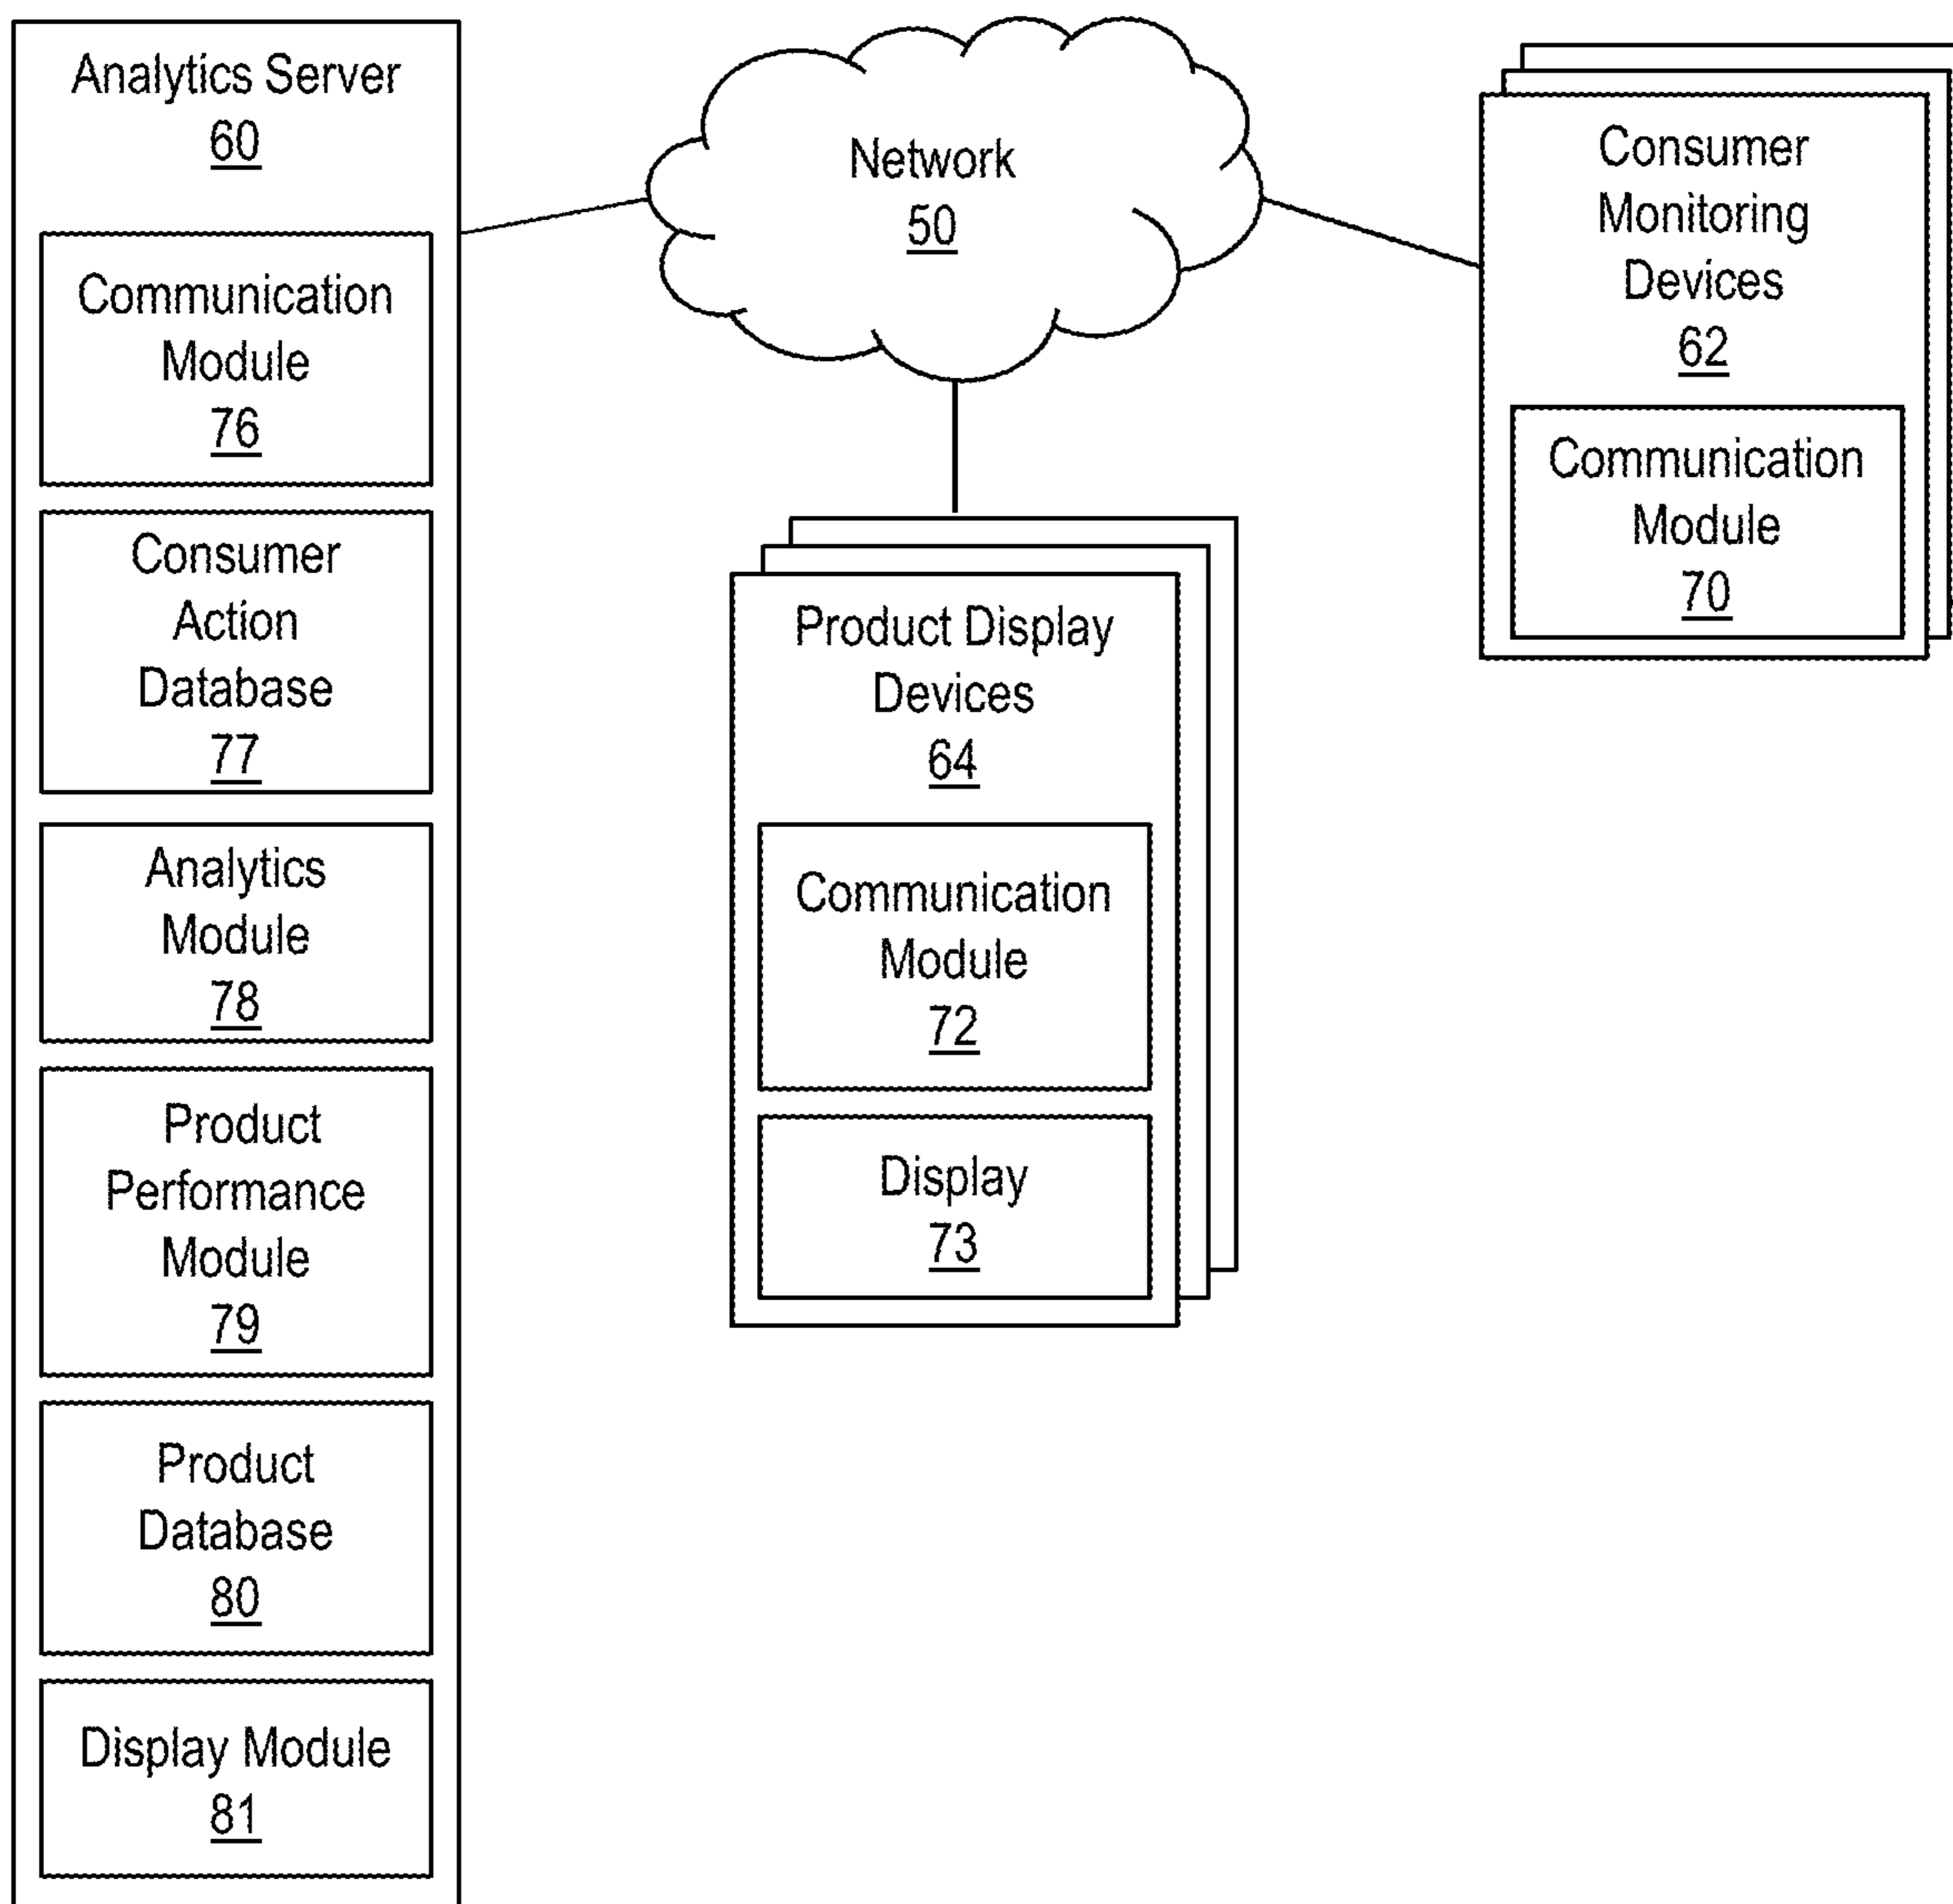 Analytics Server
60
Communication
Module
76
Consumer
Action
Database
77
Analytics
Module
78
Product
Performance
Module
79
Product
Database
80
Display Module
81
Network
50
Product Display
Devices
64
Communication
Module
72
Display
73
Consumer
Monitoring
Devices
62
Communication
Module
70